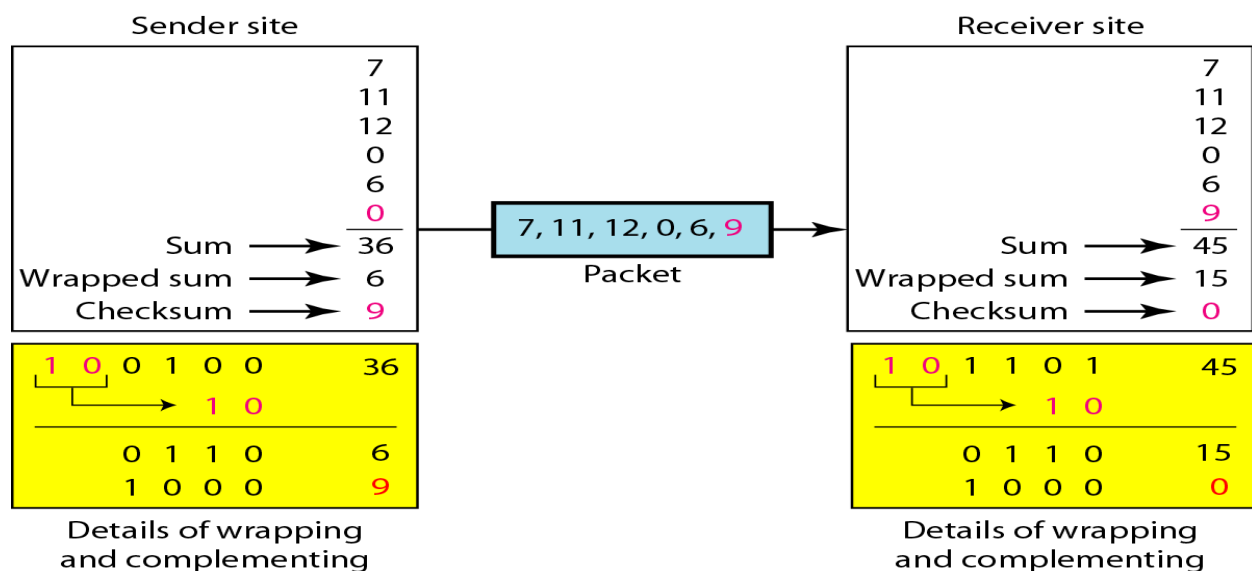 Sender site
7
11
12
0
6
0
Sum 36
Wrapped sum 6
Checksum 9
1 0 0 1 0 0 36
1 0
0 1 1 0 6
1 0 0 0 9
Details of wrapping
and complementing
7, 11, 12, 0, 6, 9
Packet
Receiver site
7
11
12
0
6
9
Sum 45
Wrapped sum 15
Checksum 0
1 0 1 1 0 1 45
1 0
0 1 1 0 15
1 0 0 0 0
Details of wrapping
and complementing